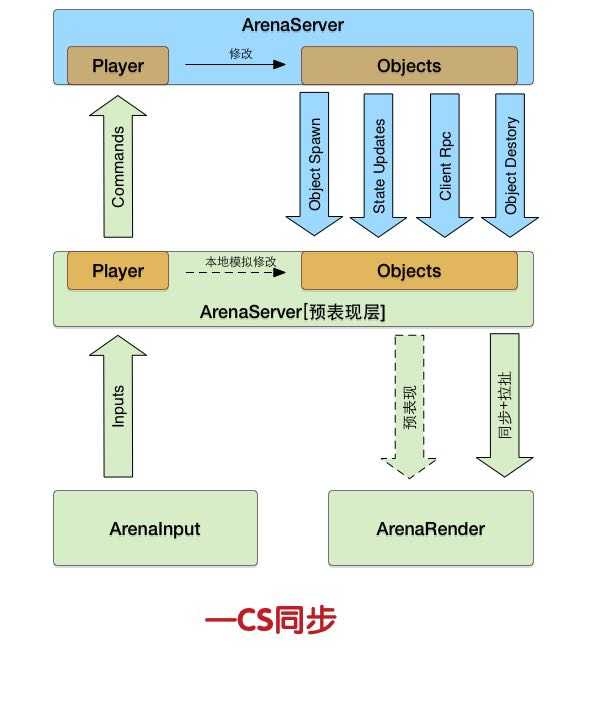 ArenaServer
Player
修改
Objects
Commands
Object Spawn
State Updates
Client Rpc
Object Destory
Player
本地模拟修改
Objects
ArenaServer[预表现层]
Inputs
预表现
同步+拉扯
ArenaInput
ArenaRender
—CS同步